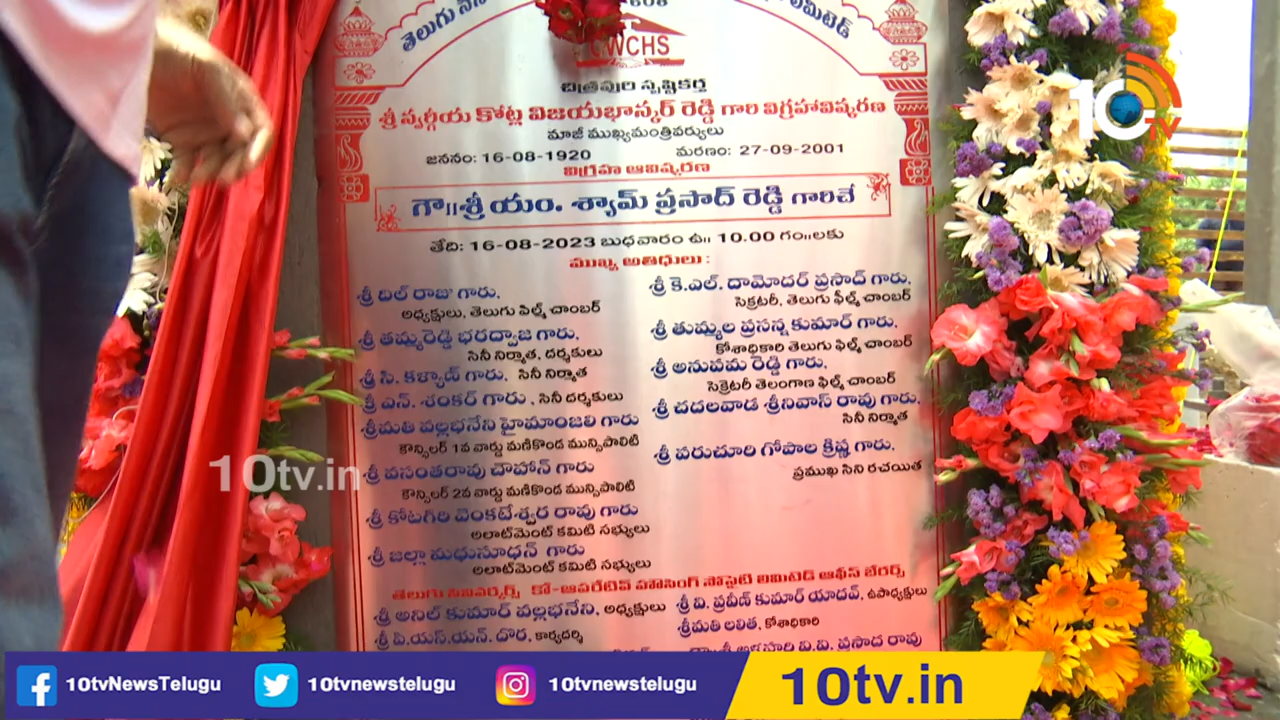 తెలుగు సినీ
లిమిటెడ్
CWCHS
చిత్రపురి సృష్టికర్త
శ్రీ స్వర్గీయ కోట్ల విజయభాస్కర్ రెడ్డి గారి విగ్రహావిష్కరణ
మాజీ ముఖ్యమంత్రివర్యులు
జననం: 16-08-1920 మరణం: 27-09-2001
విగ్రహ ఆవిష్కరణ
గౌ॥శ్రీ యం. శ్యామ్ ప్రసాద్ రెడ్డి గారిచే
తేది: 16-08-2023 బుధవారం ఉ॥ 10.00 గం॥లకు
ముఖ్య అతిధులు :
శ్రీ దిల్ రాజు గారు.
అధ్యక్షులు, తెలుగు ఫిల్మ్ చాంబర్
శ్రీ తమ్మరెడ్డి భరద్వాజ గారు.
సినీ నిర్మాత, దర్శకులు
శ్రీ సి. కళ్యాణ్ గారు. సినీ నిర్మాత
శ్రీ ఎన్. శంకర్ గారు . సినీ దర్శకులు
శ్రీమతి వల్లభనేని హైమాంజలి గారు
కౌన్సిలర్ 1వ వార్డు మణికొండ మున్సిపాలిటీ
శ్రీ వసంతరావు చౌహాన్ గారు
కౌన్సిలర్ 2వ వార్డు మణికొండ మున్సిపాలిటీ
శ్రీ కోటగిరి వెంకటేశ్వర రావు గారు
అలాట్‌మెంట్ కమిటి సభ్యులు
శ్రీ జిల్లా మధుసూధన్ గారు
అలాట్‌మెంట్ కమిటి సభ్యులు
శ్రీ కె.ఎల్. దామోదర్ ప్రసాద్ గారు.
సెక్రటరీ, తెలుగు ఫీల్మ్ చాంబర్
శ్రీ తుమ్మల ప్రసన్న కుమార్ గారు.
కోశాధికారి తెలుగు ఫిల్మ్ చాంబర్
శ్రీ అనుపమ రెడ్డి గారు.
సెక్రెటరీ తెలంగాణ ఫిల్మ్ చాంబర్
శ్రీ చదలవాడ శ్రీనివాస్ రావు గారు.
సినీ నిర్మాత
శ్రీ పరుచూరి గోపాల క్రిష్ణ గారు.
ప్రముఖ సిని రచయిత
తెలుగు సినీవర్కర్స్ కో-ఆపరేటివ్ హౌసింగ్ సొసైటి లిమిటెడ్ ఆఫీస్ బేరర్స్
శ్రీ అనిల్ కుమార్ వల్లభనేని, అధ్యక్షులు
శ్రీ వి. ప్రవీణ్ కుమార్ యాదవ్, ఉపాధ్యక్షులు
శ్రీ పి.యస్.యన్. దొర, కార్యదర్శి
శ్రీమతి లలిత, కోశాధికారి
వి.వి. ప్రసాద రావు
10tv
10tv.in
10tvNewsTelugu
10tvnewstelugu
10tvnewstelugu
10tv.in